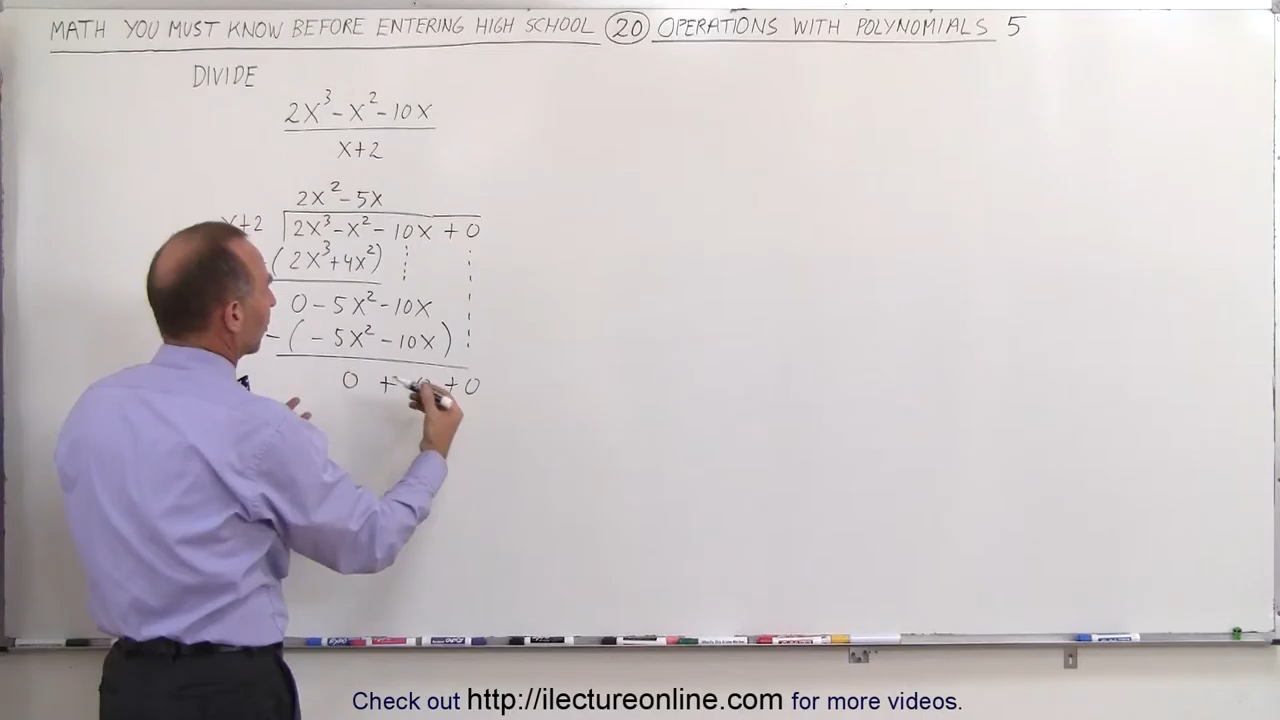 MATH YOU MUST KNOW BEFORE ENTERING HIGH SCHOOL 20 OPERATIONS WITH POLYNOMIALS 5
DIVIDE
2x³ - x² - 10x
x+2
2x² - 5x
x+2 2x³ - x² - 10x + 0
(2x³ + 4x²)
0 - 5x² - 10x
- (- 5x² - 10x)
0 + 0 + 0
Check out http://ilectureonline.com for more videos.